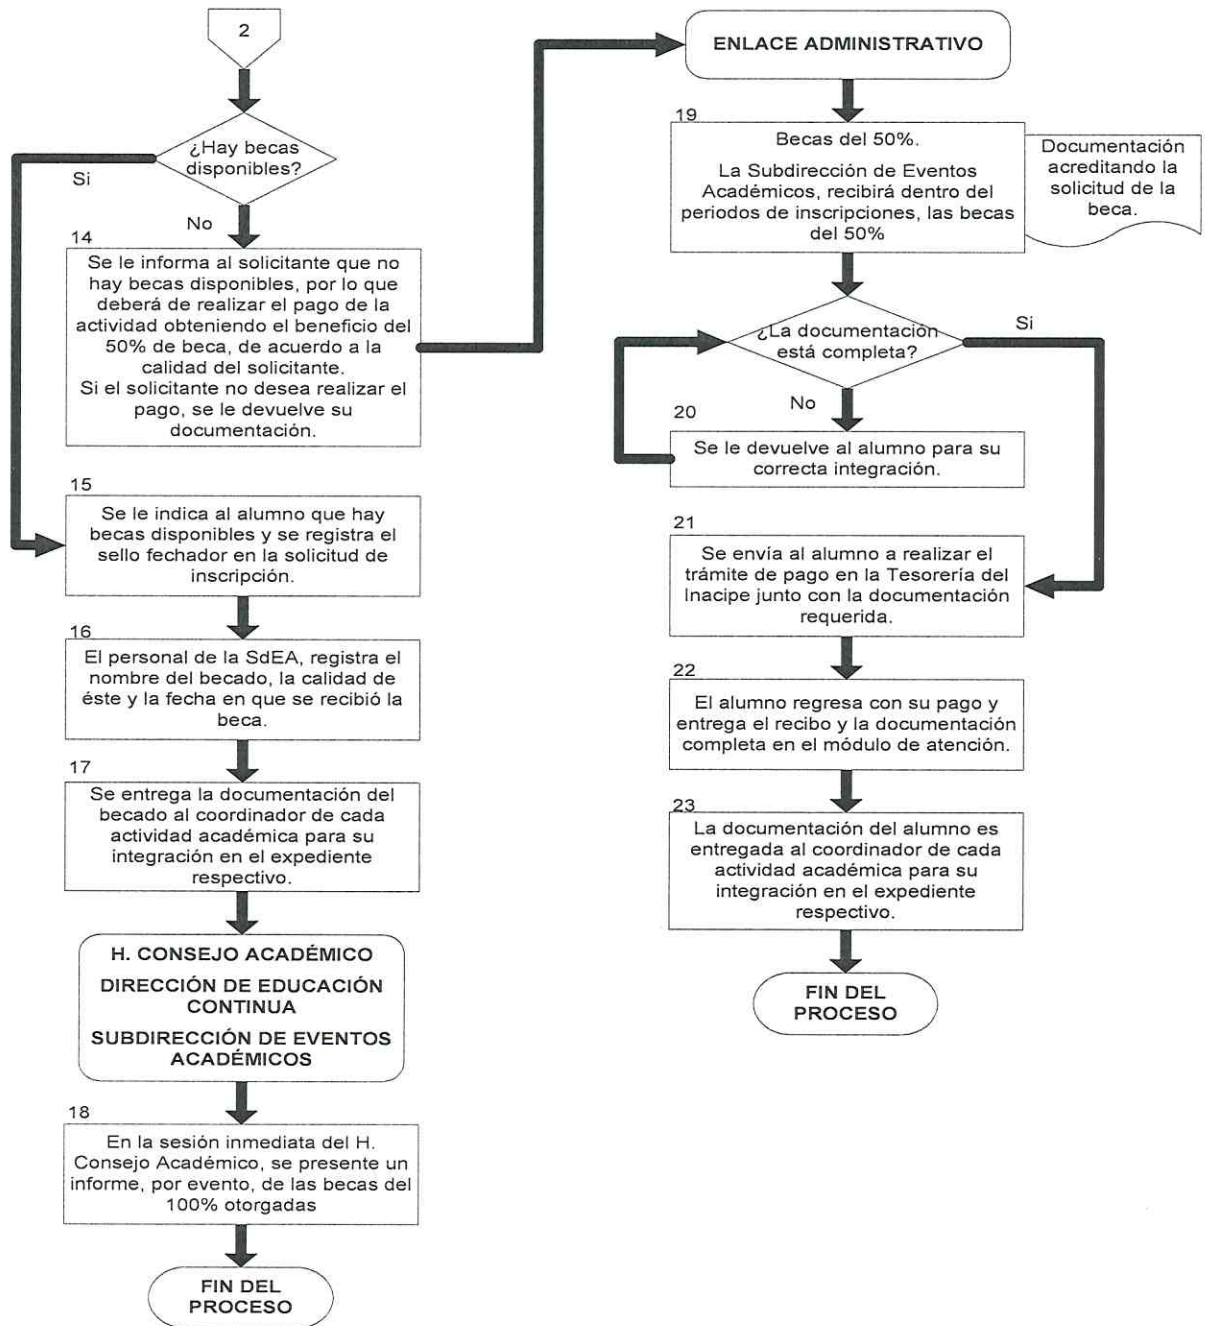 2
¿Hay becas
disponibles?
Si
No
14
Se le informa al solicitante que no
hay becas disponibles, por lo que
deberá de realizar el pago de la
actividad obteniendo el beneficio del
50% de beca, de acuerdo a la
calidad del solicitante.
Si el solicitante no desea realizar el
pago, se le devuelve su
documentación.
15
Se le indica al alumno que hay
becas disponibles y se registra el
sello fechador en la solicitud de
inscripción.
16
El personal de la SdEA, registra el
nombre del becado, la calidad de
éste y la fecha en que se recibió la
beca.
17
Se entrega la documentación del
becado al coordinador de cada
actividad académica para su
integración en el expediente
respectivo.
H. CONSEJO ACADÉMICO
DIRECCIÓN DE EDUCACIÓN
CONTINUA
SUBDIRECCIÓN DE EVENTOS
ACADÉMICOS
18
En la sesión inmediata del H.
Consejo Académico, se presente un
informe, por evento, de las becas del
100% otorgadas
FIN DEL
PROCESO
ENLACE ADMINISTRATIVO
19
Becas del 50%.
La Subdirección de Eventos
Académicos, recibirá dentro del
periodos de inscripciones, las becas
del 50%
Documentación
acreditando la
solicitud de la
beca.
¿La documentación
está completa?
Si
No
20
Se le devuelve al alumno para su
correcta integración.
21
Se envía al alumno a realizar el
trámite de pago en la Tesorería del
Inacipe junto con la documentación
requerida.
22
El alumno regresa con su pago y
entrega el recibo y la documentación
completa en el módulo de atención.
23
La documentación del alumno es
entregada al coordinador de cada
actividad académica para su
integración en el expediente
respectivo.
FIN DEL
PROCESO